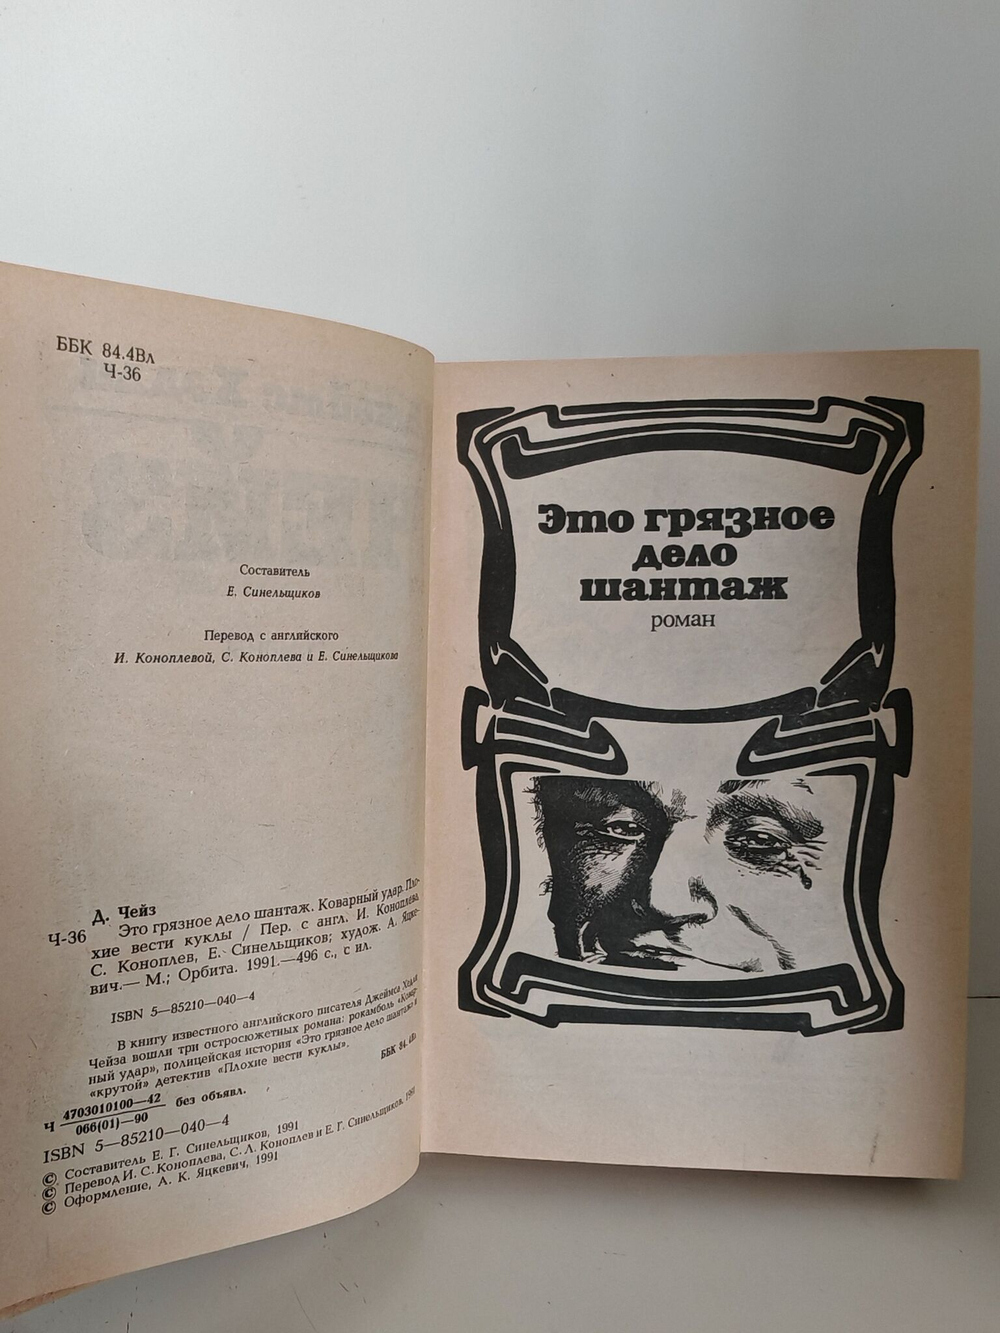 ББК 84.4Вл
Ч-36
Составитель
Е. Синельщиков
Перевод с английского
И. Коноплевой, С. Коноплева и Е. Синельщикова
Д. Чейз
Ч-36 Это грязное дело шантаж. Коварный удар. Пло-
хие вести куклы / Пер. с англ. И. Коноплева,
С. Коноплев, Е. Синельщиков; худож. А. Яцке-
вич.— М.; Орбита. 1991.—496 с., с ил.
ISBN 5—85210—040—4
В книгу известного английского писателя Джеймса Хедли
Чейза вошли три остросюжетных романа: рокамболь «Ковар-
ный удар», полицейская история «Это грязное дело шантаж» и
«крутой» детектив «Плохие вести куклы».
Ч 4703010100—42 без объявл.
066(01)—90
ББК 84.4Вл
ISBN 5—85210—040—4
© Составитель Е. Г. Синельщиков, 1991
© Перевод И. С. Коноплева, С. Л. Коноплев и Е. Г. Синельщиков, 1991
© Оформление, А. К. Яцкевич, 1991
Это грязное
дело
шантаж
роман